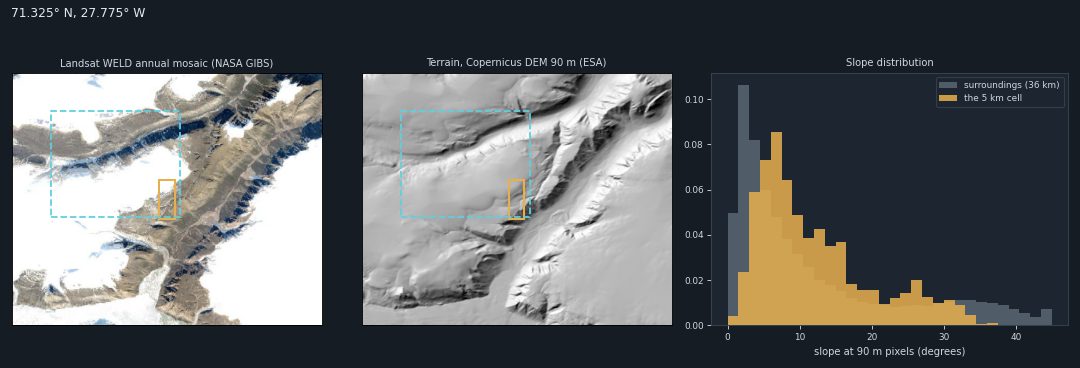 71.325° N, 27.775° W
Landsat WELD annual mosaic (NASA GIBS)
Terrain, Copernicus DEM 90 m (ESA)
Slope distribution
surroundings (36 km)
the 5 km cell
0.10
0.08
0.06
0.04
0.02
0.00
0 10 20 30 40
slope at 90 m pixels (degrees)